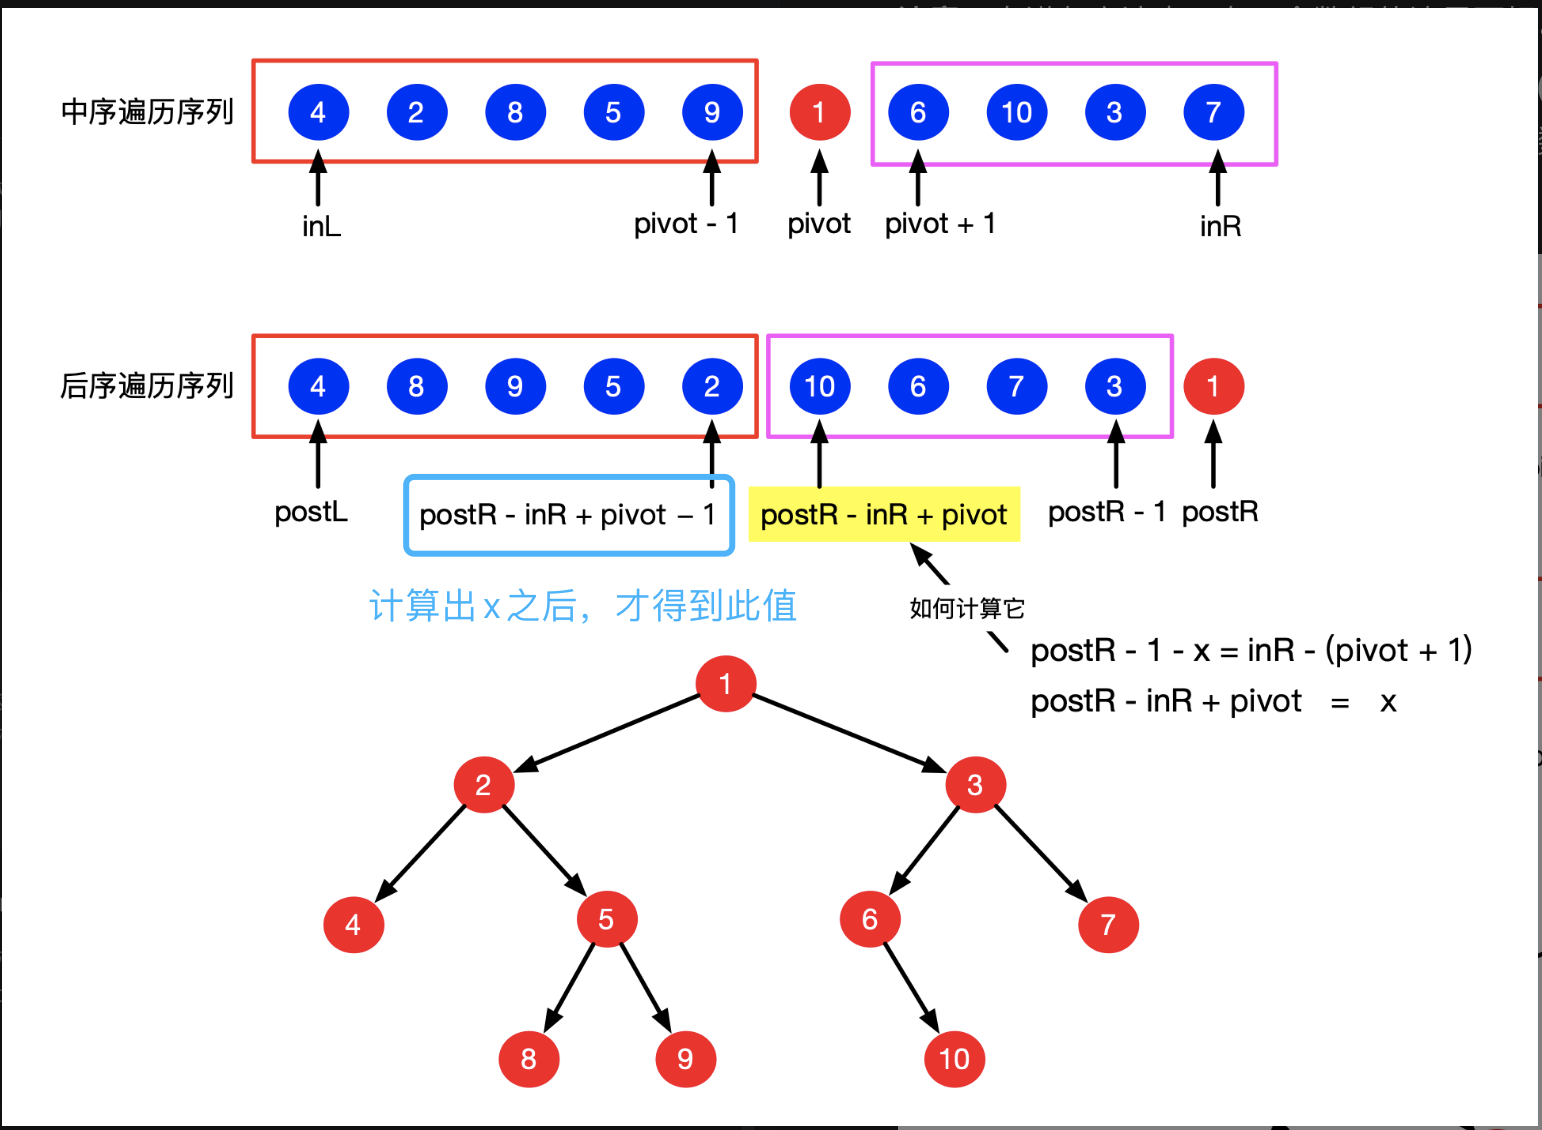 中序遍历序列 4 2 8 5 9 1 6 10 3 7
inL pivot - 1 pivot pivot + 1 inR
后序遍历序列 4 8 9 5 2 10 6 7 3 1
postL postR - inR + pivot – 1 postR - inR + pivot postR - 1 postR
计算出 x 之后，才得到此值
如何计算它
postR - 1 - x = inR - (pivot + 1)
postR - inR + pivot = x
1
2 3
4 5 6 7
8 9 10